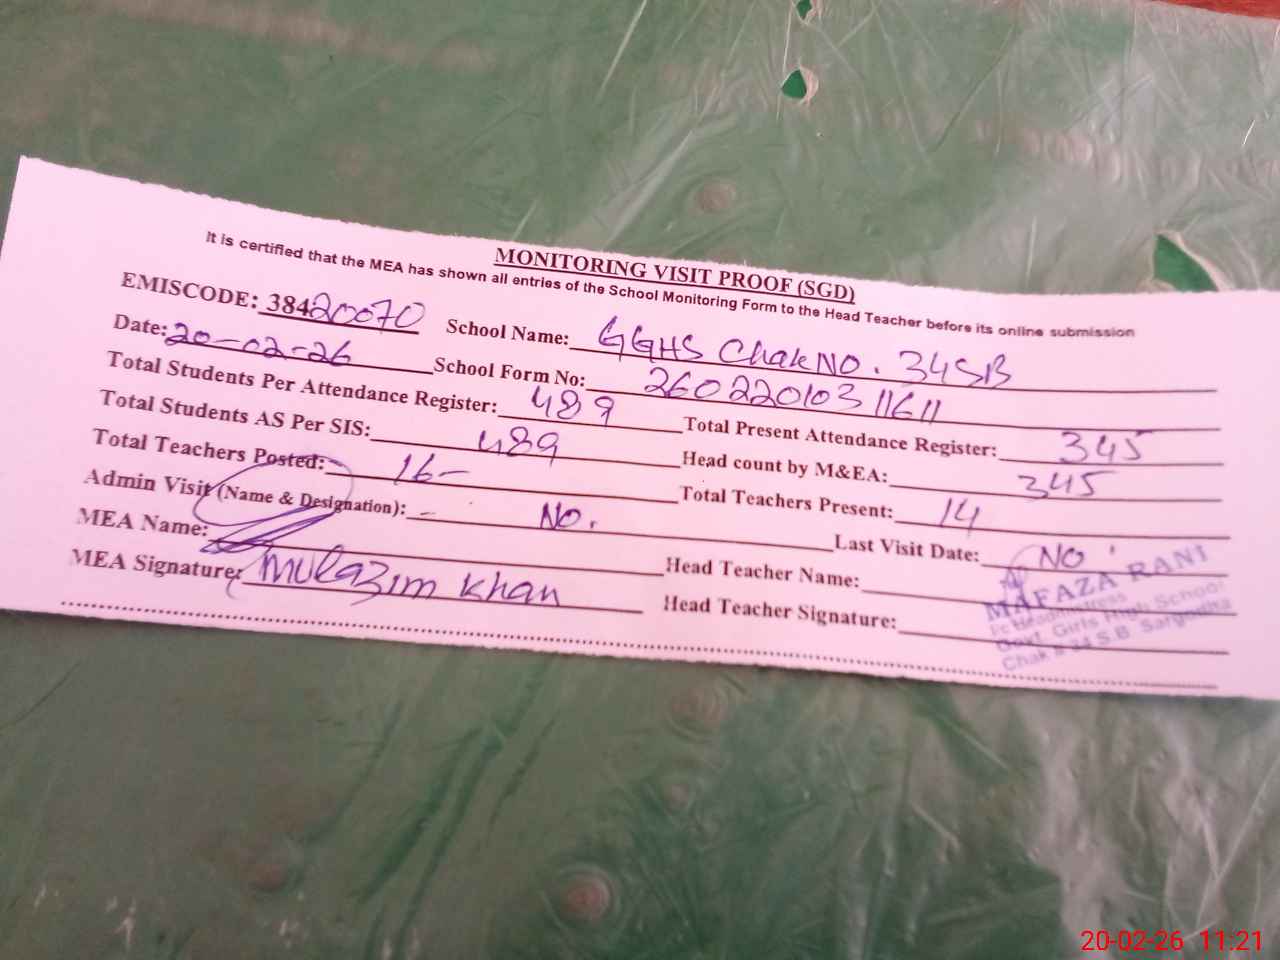 MONITORING VISIT PROOF (SGD)
It is certified that the MEA has shown all entries of the School Monitoring Form to the Head Teacher before its online submission
EMISCODE: 38420070 School Name: GGHS Chak NO. 34SB
Date: 20-02-26 School Form No: 26022010311611
Total Students Per Attendance Register: 489 Total Present Attendance Register: 345
Total Students AS Per SIS: 489 Head count by M&EA: 345
Total Teachers Posted: 16- Total Teachers Present: 14
Admin Visit (Name & Designation): - No. Last Visit Date: NO
MEA Name: Head Teacher Name:
MEA Signature: Mulazim Khan Head Teacher Signature:
MAFAZA RANI
Headmistress
Govt. Girls High School
Chak # 34 S.B Sargodha
20-02-26 11:21